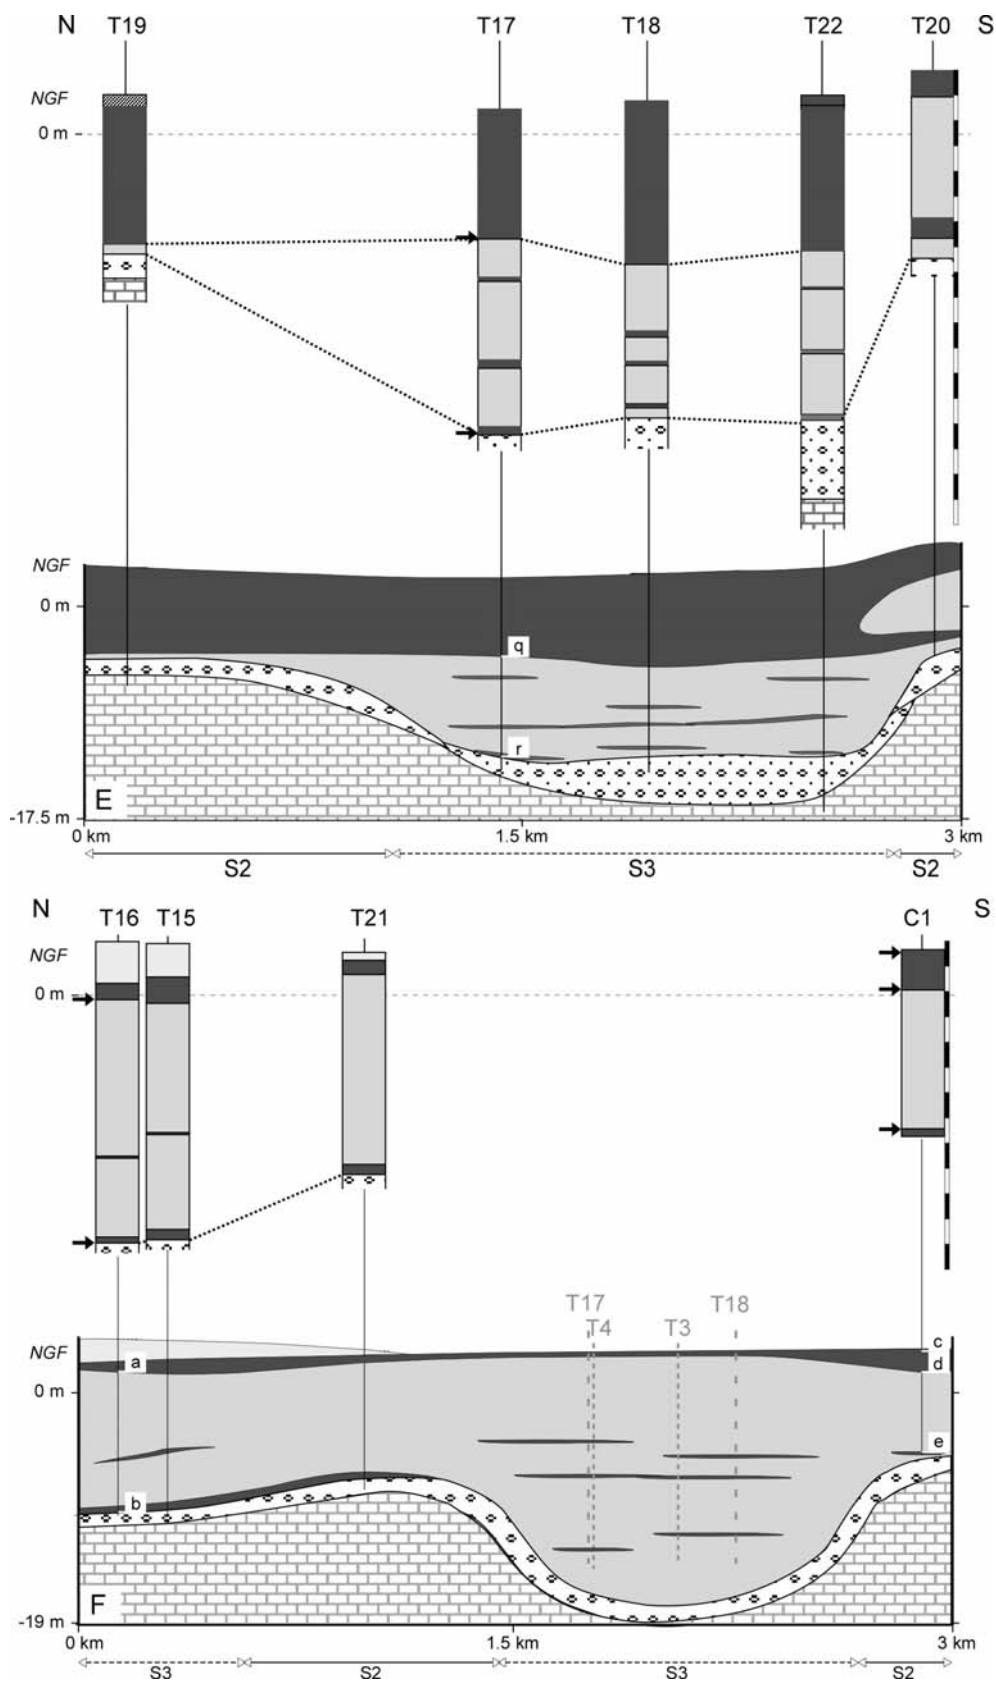 N T19 T17 T18 T22 T20 S
NGF
0 m
NGF
0 m
q
r
E
-17.5 m
0 km 1.5 km 3 km
S2 S3 S2
N T16 T15 T21 C1 S
NGF
0 m
T17 T18
T4 T3
NGF a c
d
0 m
e
b
F
-19 m
0 km 1.5 km 3 km
S3 S2 S3 S2